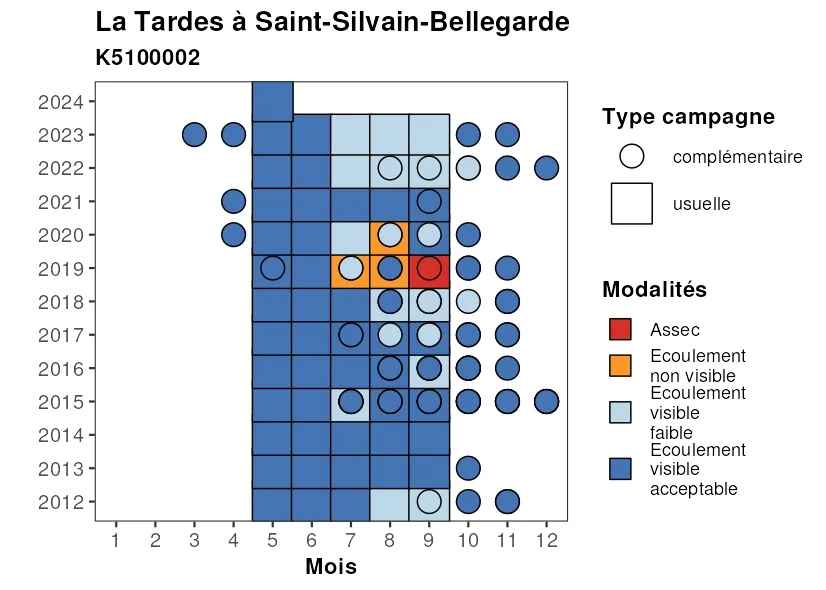 La Tardes à Saint-Silvain-Bellegarde
K5100002
2024
2023
2022
2021
2020
2019
2018
2017
2016
2015
2014
2013
2012
1 2 3 4 5 6 7 8 9 10 11 12
Mois
Type campagne
complémentaire
usuelle
Modalités
Assec
Ecoulement
non visible
Ecoulement
visible
faible
Ecoulement
visible
acceptable